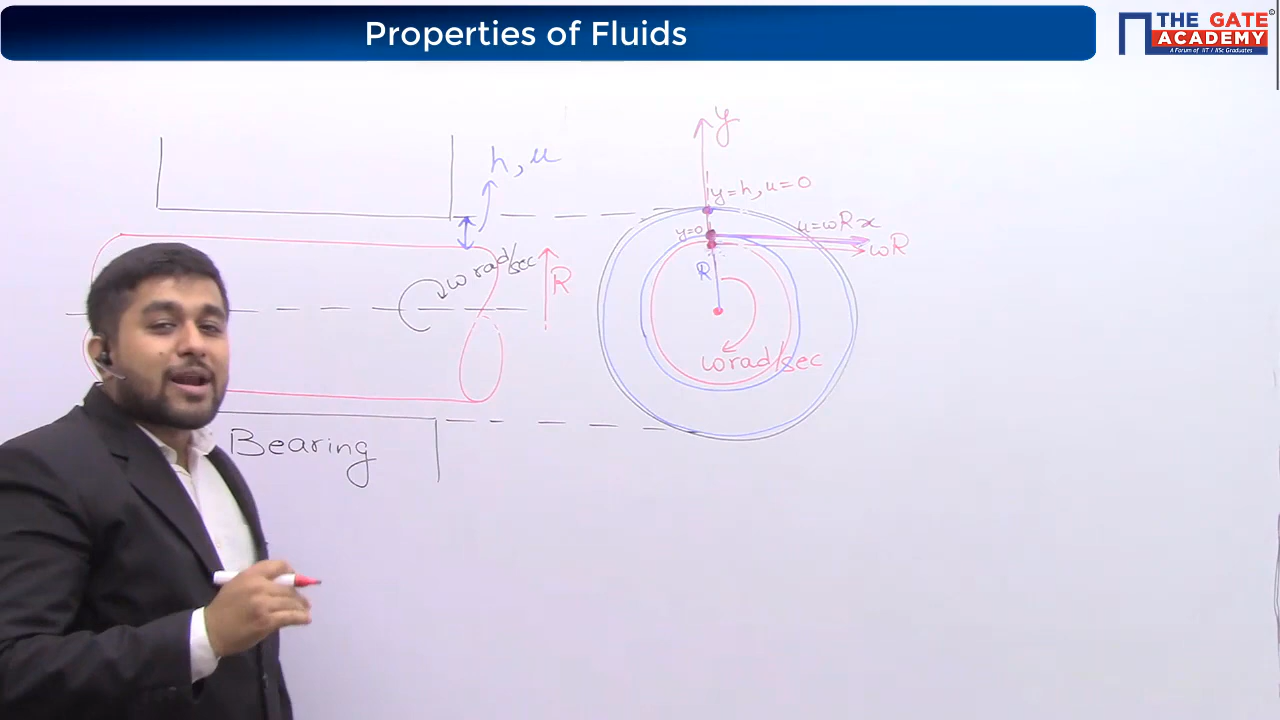 Properties of Fluids
THE GATE
ACADEMY
A Forum of IIT / IISc Graduates
y
h, μ
y=h, u=0
u=ωR x
y=0
ωR
ω rad/sec
R
R
ω rad/sec
Bearing